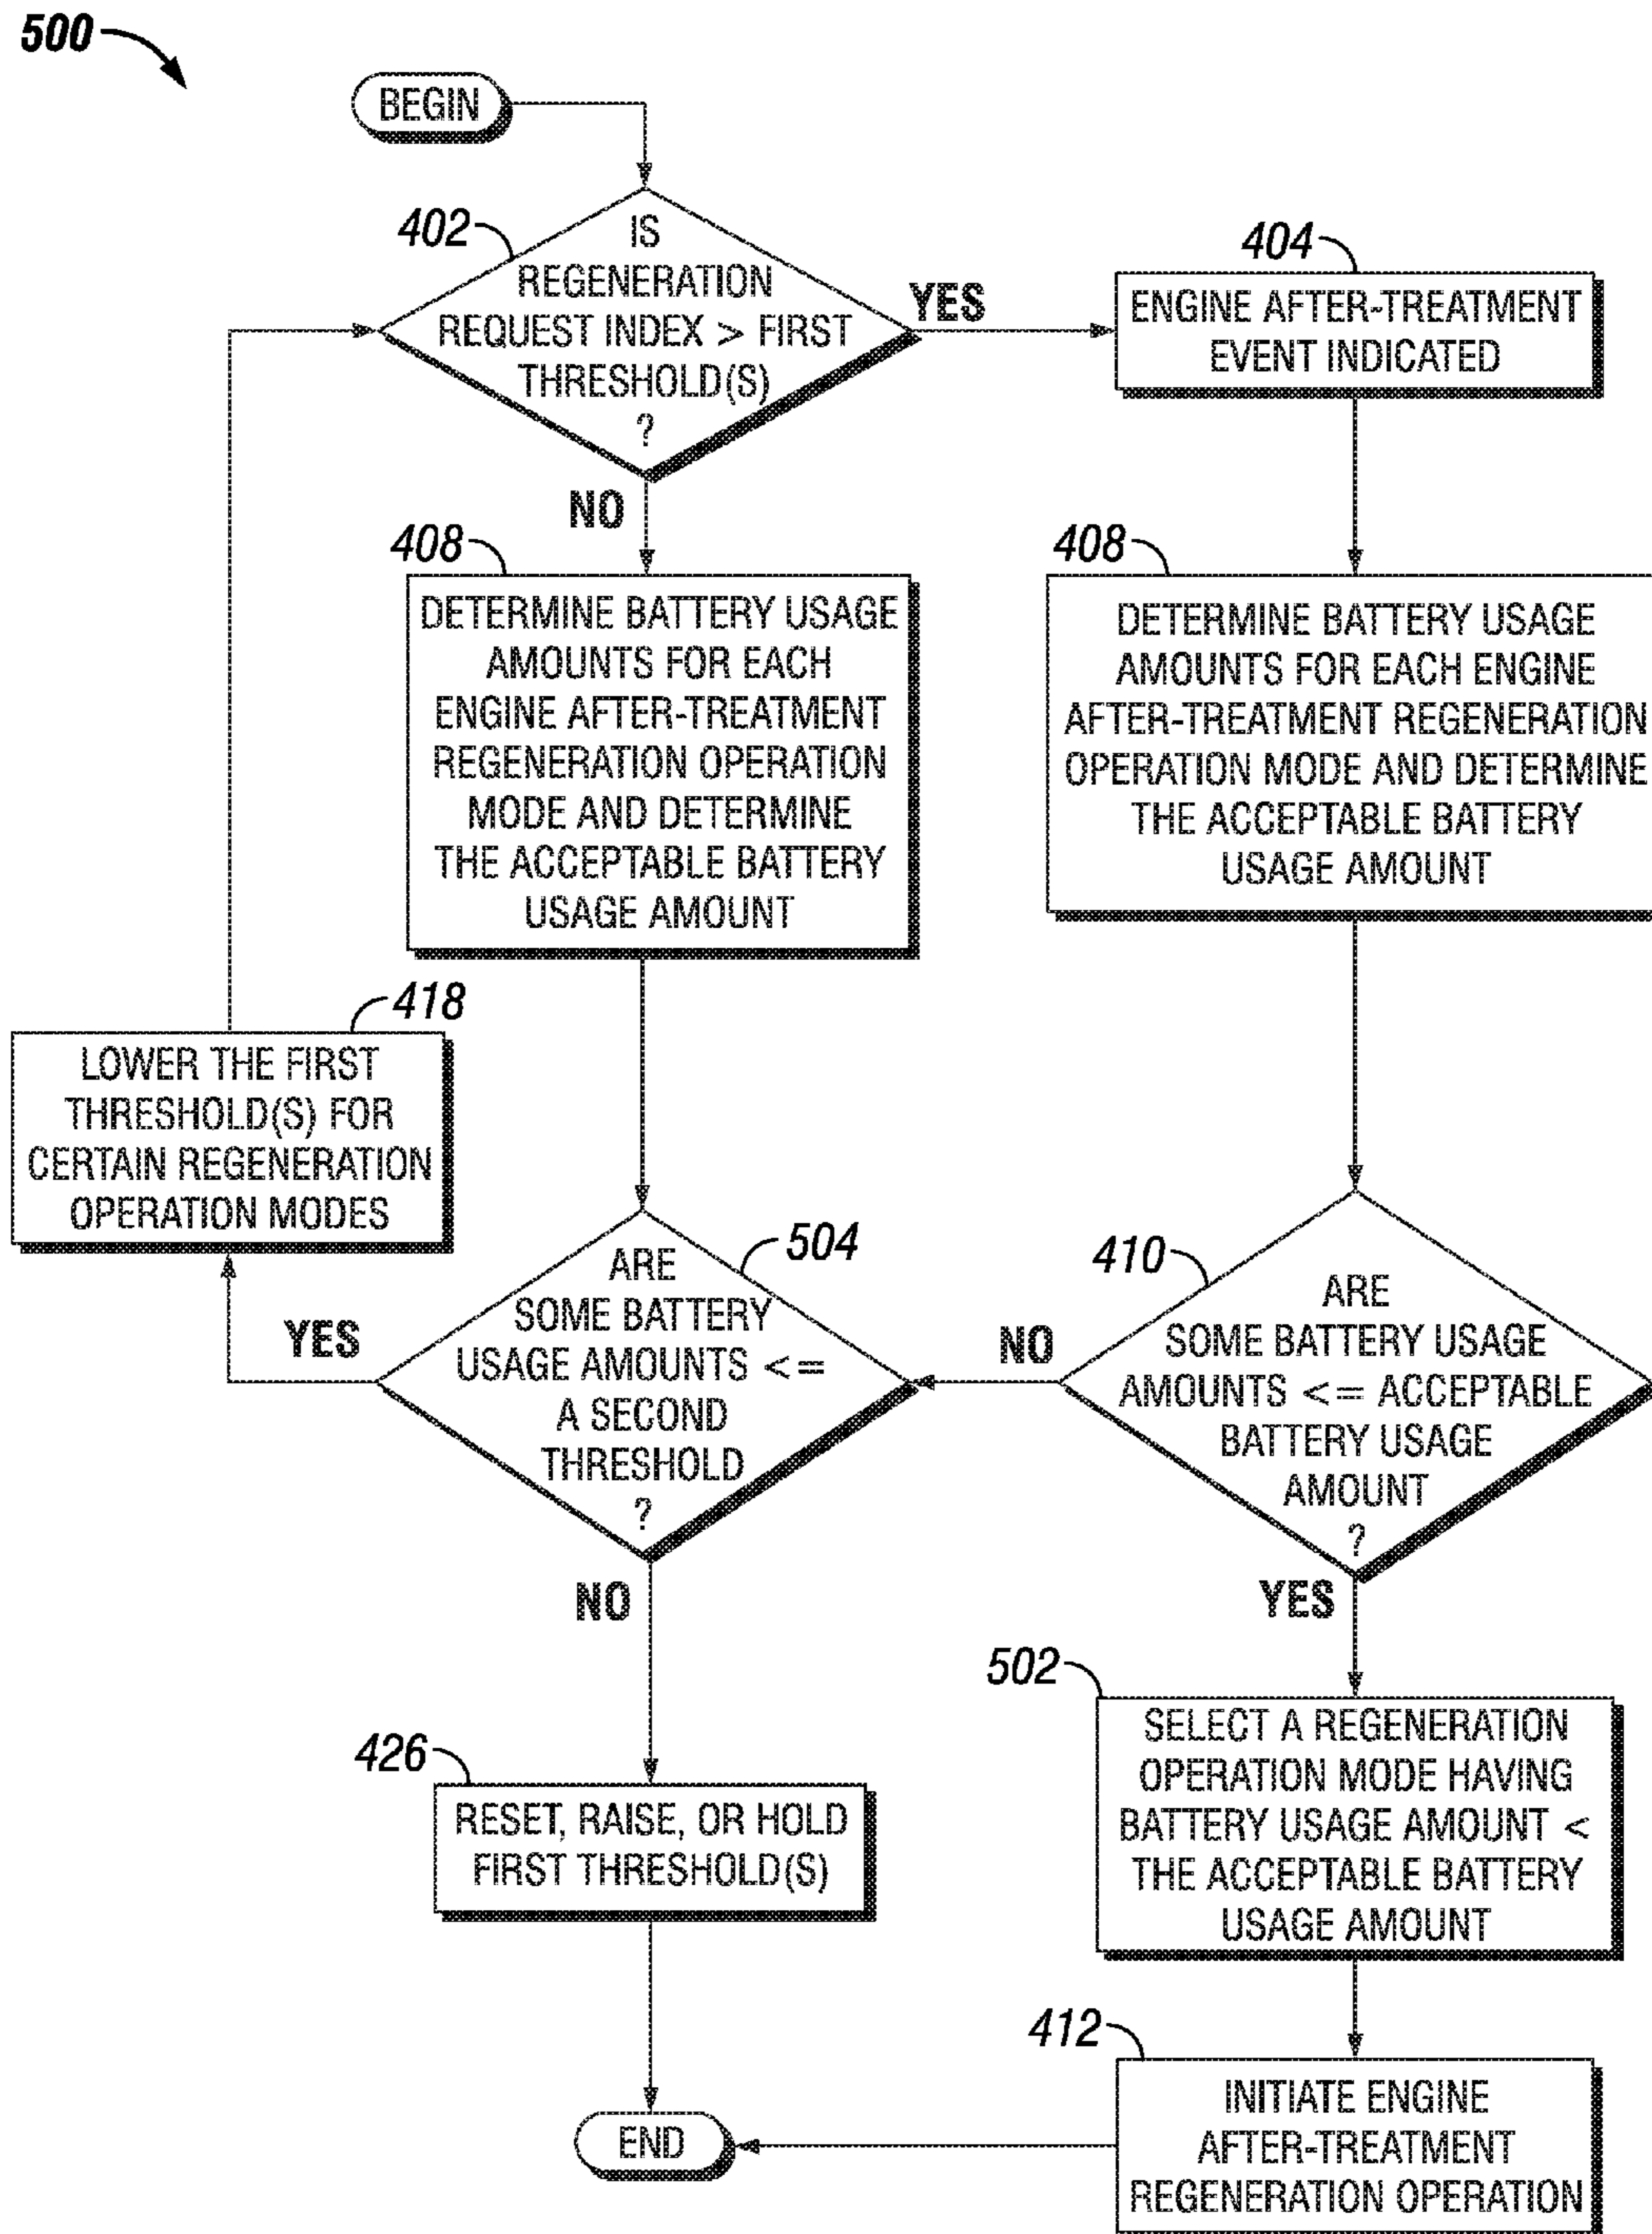 500
BEGIN
402
IS
REGENERATION
REQUEST INDEX > FIRST
THRESHOLD(S)
?
YES
404
ENGINE AFTER-TREATMENT
EVENT INDICATED
NO
408
DETERMINE BATTERY USAGE
AMOUNTS FOR EACH
ENGINE AFTER-TREATMENT
REGENERATION OPERATION
MODE AND DETERMINE
THE ACCEPTABLE BATTERY
USAGE AMOUNT
408
DETERMINE BATTERY USAGE
AMOUNTS FOR EACH ENGINE
AFTER-TREATMENT REGENERATION
OPERATION MODE AND DETERMINE
THE ACCEPTABLE BATTERY
USAGE AMOUNT
418
LOWER THE FIRST
THRESHOLD(S) FOR
CERTAIN REGENERATION
OPERATION MODES
YES
504
ARE
SOME BATTERY
USAGE AMOUNTS <=
A SECOND
THRESHOLD
?
NO
410
ARE
SOME BATTERY USAGE
AMOUNTS <= ACCEPTABLE
BATTERY USAGE
AMOUNT
?
NO
YES
426
RESET, RAISE, OR HOLD
FIRST THRESHOLD(S)
502
SELECT A REGENERATION
OPERATION MODE HAVING
BATTERY USAGE AMOUNT <
THE ACCEPTABLE BATTERY
USAGE AMOUNT
412
INITIATE ENGINE
AFTER-TREATMENT
REGENERATION OPERATION
END